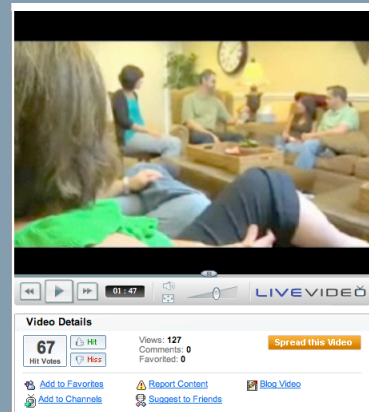 01 : 47
LIVEVIDEO
Video Details
67
Hit Votes
Hit
Hiss
Views: 127
Comments: 0
Favorited: 0
Spread this Video
Add to Favorites
Report Content
Blog Video
Add to Channels
Suggest to Friends